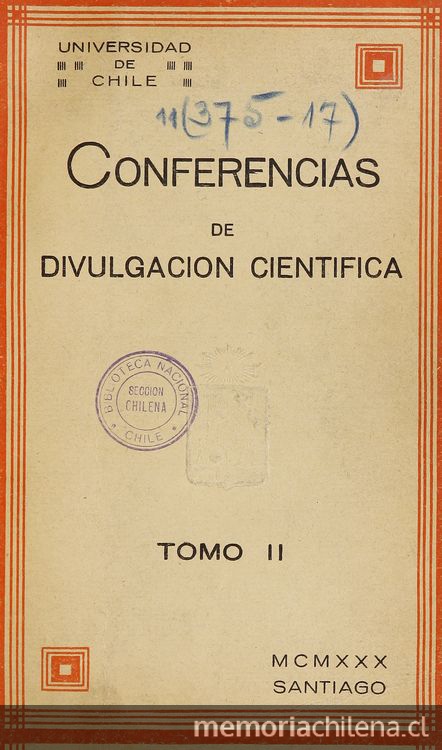 UNIVERSIDAD
DE
CHILE
11(375-17)
CONFERENCIAS
DE
DIVULGACION CIENTIFICA
BIBLIOTECA NACIONAL
SECCION
CHILENA
* CHILE *
TOMO II
MCMXXX
SANTIAGO
memoriachilena.cl